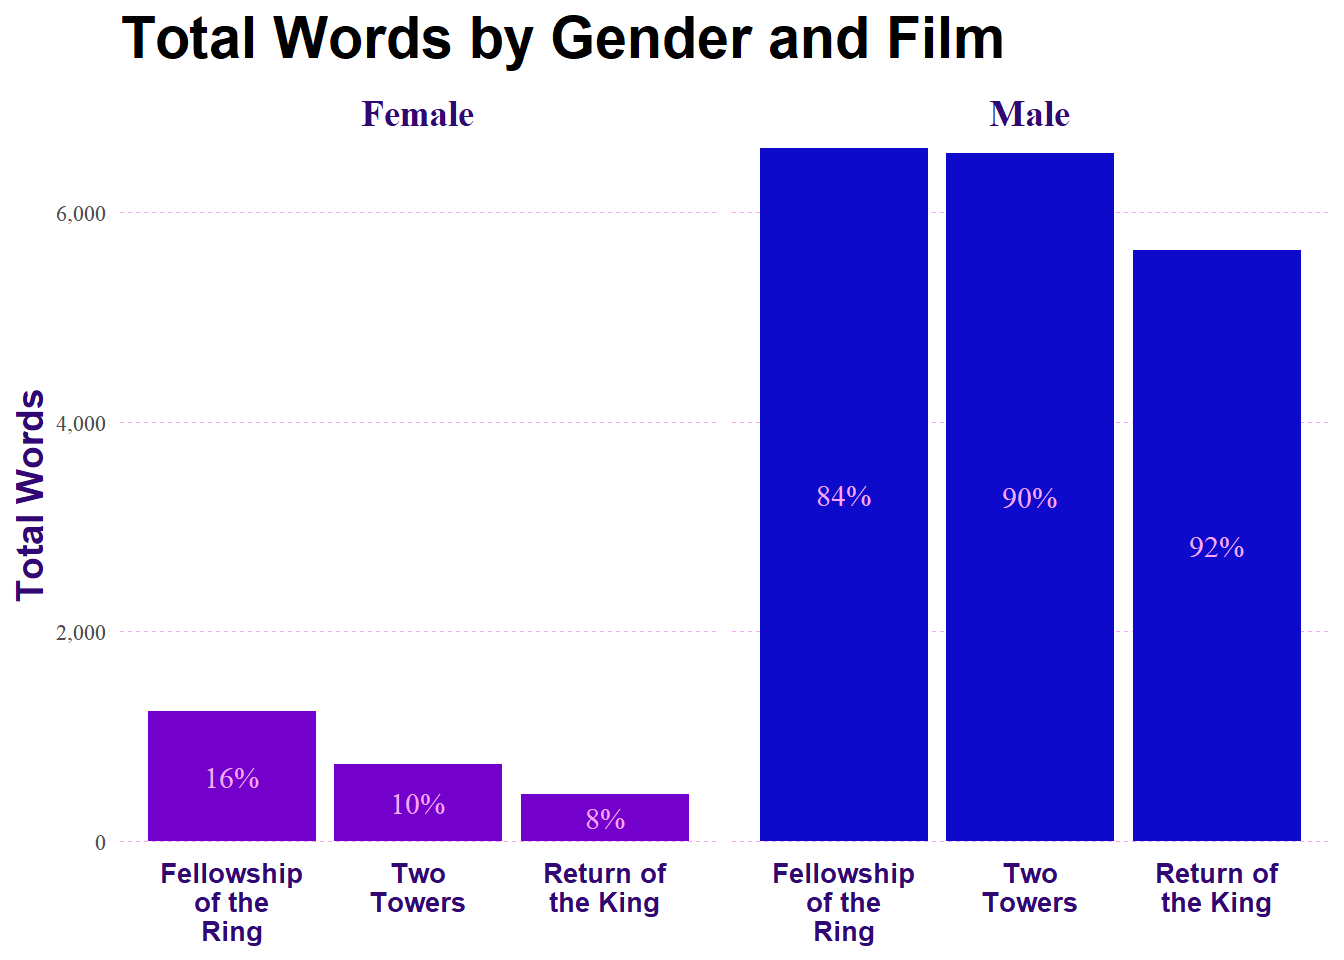 Total Words by Gender and Film
Female
Male
Total Words
6,000
4,000
2,000
0
16%
10%
8%
84%
90%
92%
Fellowship
of the
Ring
Two
Towers
Return of
the King
Fellowship
of the
Ring
Two
Towers
Return of
the King